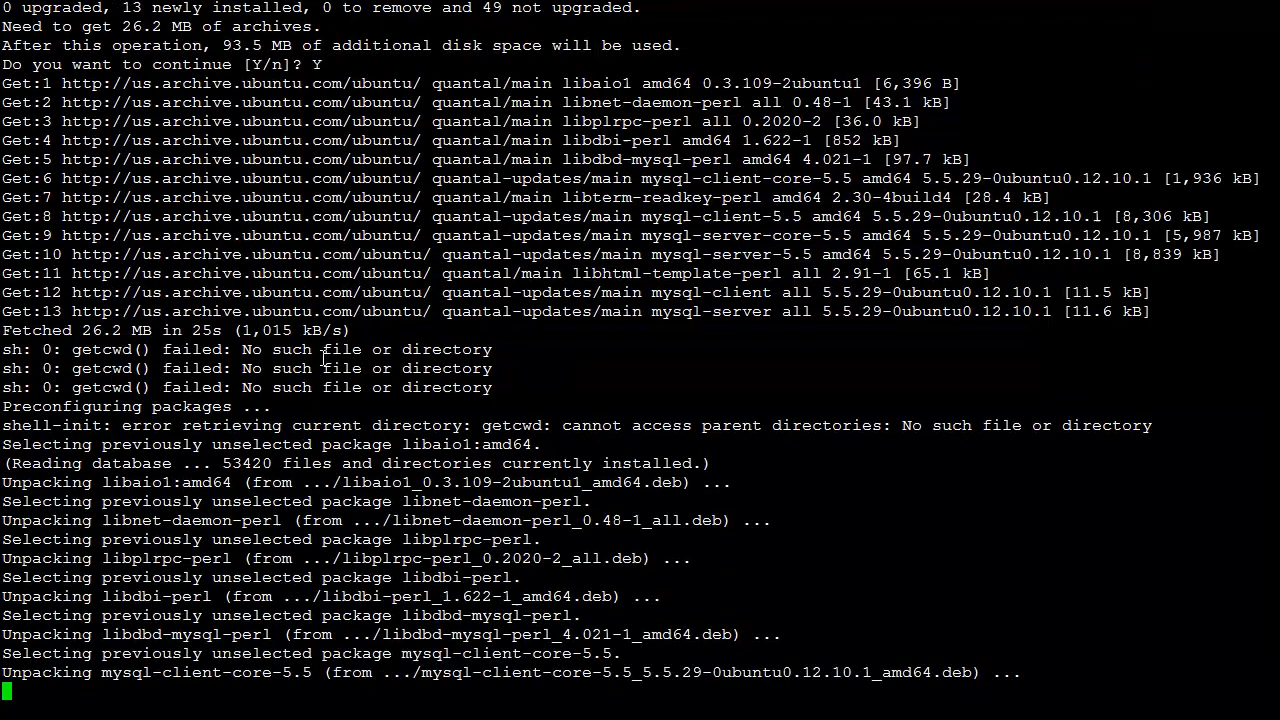 0 upgraded, 13 newly installed, 0 to remove and 49 not upgraded.
Need to get 26.2 MB of archives.
After this operation, 93.5 MB of additional disk space will be used.
Do you want to continue [Y/n]? Y
Get:1 http://us.archive.ubuntu.com/ubuntu/ quantal/main libaio1 amd64 0.3.109-2ubuntu1 [6,396 B]
Get:2 http://us.archive.ubuntu.com/ubuntu/ quantal/main libnet-daemon-perl all 0.48-1 [43.1 kB]
Get:3 http://us.archive.ubuntu.com/ubuntu/ quantal/main libplrpc-perl all 0.2020-2 [36.0 kB]
Get:4 http://us.archive.ubuntu.com/ubuntu/ quantal/main libdbi-perl amd64 1.622-1 [852 kB]
Get:5 http://us.archive.ubuntu.com/ubuntu/ quantal/main libdbd-mysql-perl amd64 4.021-1 [97.7 kB]
Get:6 http://us.archive.ubuntu.com/ubuntu/ quantal-updates/main mysql-client-core-5.5 amd64 5.5.29-0ubuntu0.12.10.1 [1,936 kB]
Get:7 http://us.archive.ubuntu.com/ubuntu/ quantal/main libterm-readkey-perl amd64 2.30-4build4 [28.4 kB]
Get:8 http://us.archive.ubuntu.com/ubuntu/ quantal-updates/main mysql-client-5.5 amd64 5.5.29-0ubuntu0.12.10.1 [8,306 kB]
Get:9 http://us.archive.ubuntu.com/ubuntu/ quantal-updates/main mysql-server-core-5.5 amd64 5.5.29-0ubuntu0.12.10.1 [5,987 kB]
Get:10 http://us.archive.ubuntu.com/ubuntu/ quantal-updates/main mysql-server-5.5 amd64 5.5.29-0ubuntu0.12.10.1 [8,839 kB]
Get:11 http://us.archive.ubuntu.com/ubuntu/ quantal/main libhtml-template-perl all 2.91-1 [65.1 kB]
Get:12 http://us.archive.ubuntu.com/ubuntu/ quantal-updates/main mysql-client all 5.5.29-0ubuntu0.12.10.1 [11.5 kB]
Get:13 http://us.archive.ubuntu.com/ubuntu/ quantal-updates/main mysql-server all 5.5.29-0ubuntu0.12.10.1 [11.6 kB]
Fetched 26.2 MB in 25s (1,015 kB/s)
sh: 0: getcwd() failed: No such file or directory
sh: 0: getcwd() failed: No such file or directory
sh: 0: getcwd() failed: No such file or directory
Preconfiguring packages ...
shell-init: error retrieving current directory: getcwd: cannot access parent directories: No such file or directory
Selecting previously unselected package libaio1:amd64.
(Reading database ... 53420 files and directories currently installed.)
Unpacking libaio1:amd64 (from .../libaio1_0.3.109-2ubuntu1_amd64.deb) ...
Selecting previously unselected package libnet-daemon-perl.
Unpacking libnet-daemon-perl (from .../libnet-daemon-perl_0.48-1_all.deb) ...
Selecting previously unselected package libplrpc-perl.
Unpacking libplrpc-perl (from .../libplrpc-perl_0.2020-2_all.deb) ...
Selecting previously unselected package libdbi-perl.
Unpacking libdbi-perl (from .../libdbi-perl_1.622-1_amd64.deb) ...
Selecting previously unselected package libdbd-mysql-perl.
Unpacking libdbd-mysql-perl (from .../libdbd-mysql-perl_4.021-1_amd64.deb) ...
Selecting previously unselected package mysql-client-core-5.5.
Unpacking mysql-client-core-5.5 (from .../mysql-client-core-5.5_5.5.29-0ubuntu0.12.10.1_amd64.deb) ...